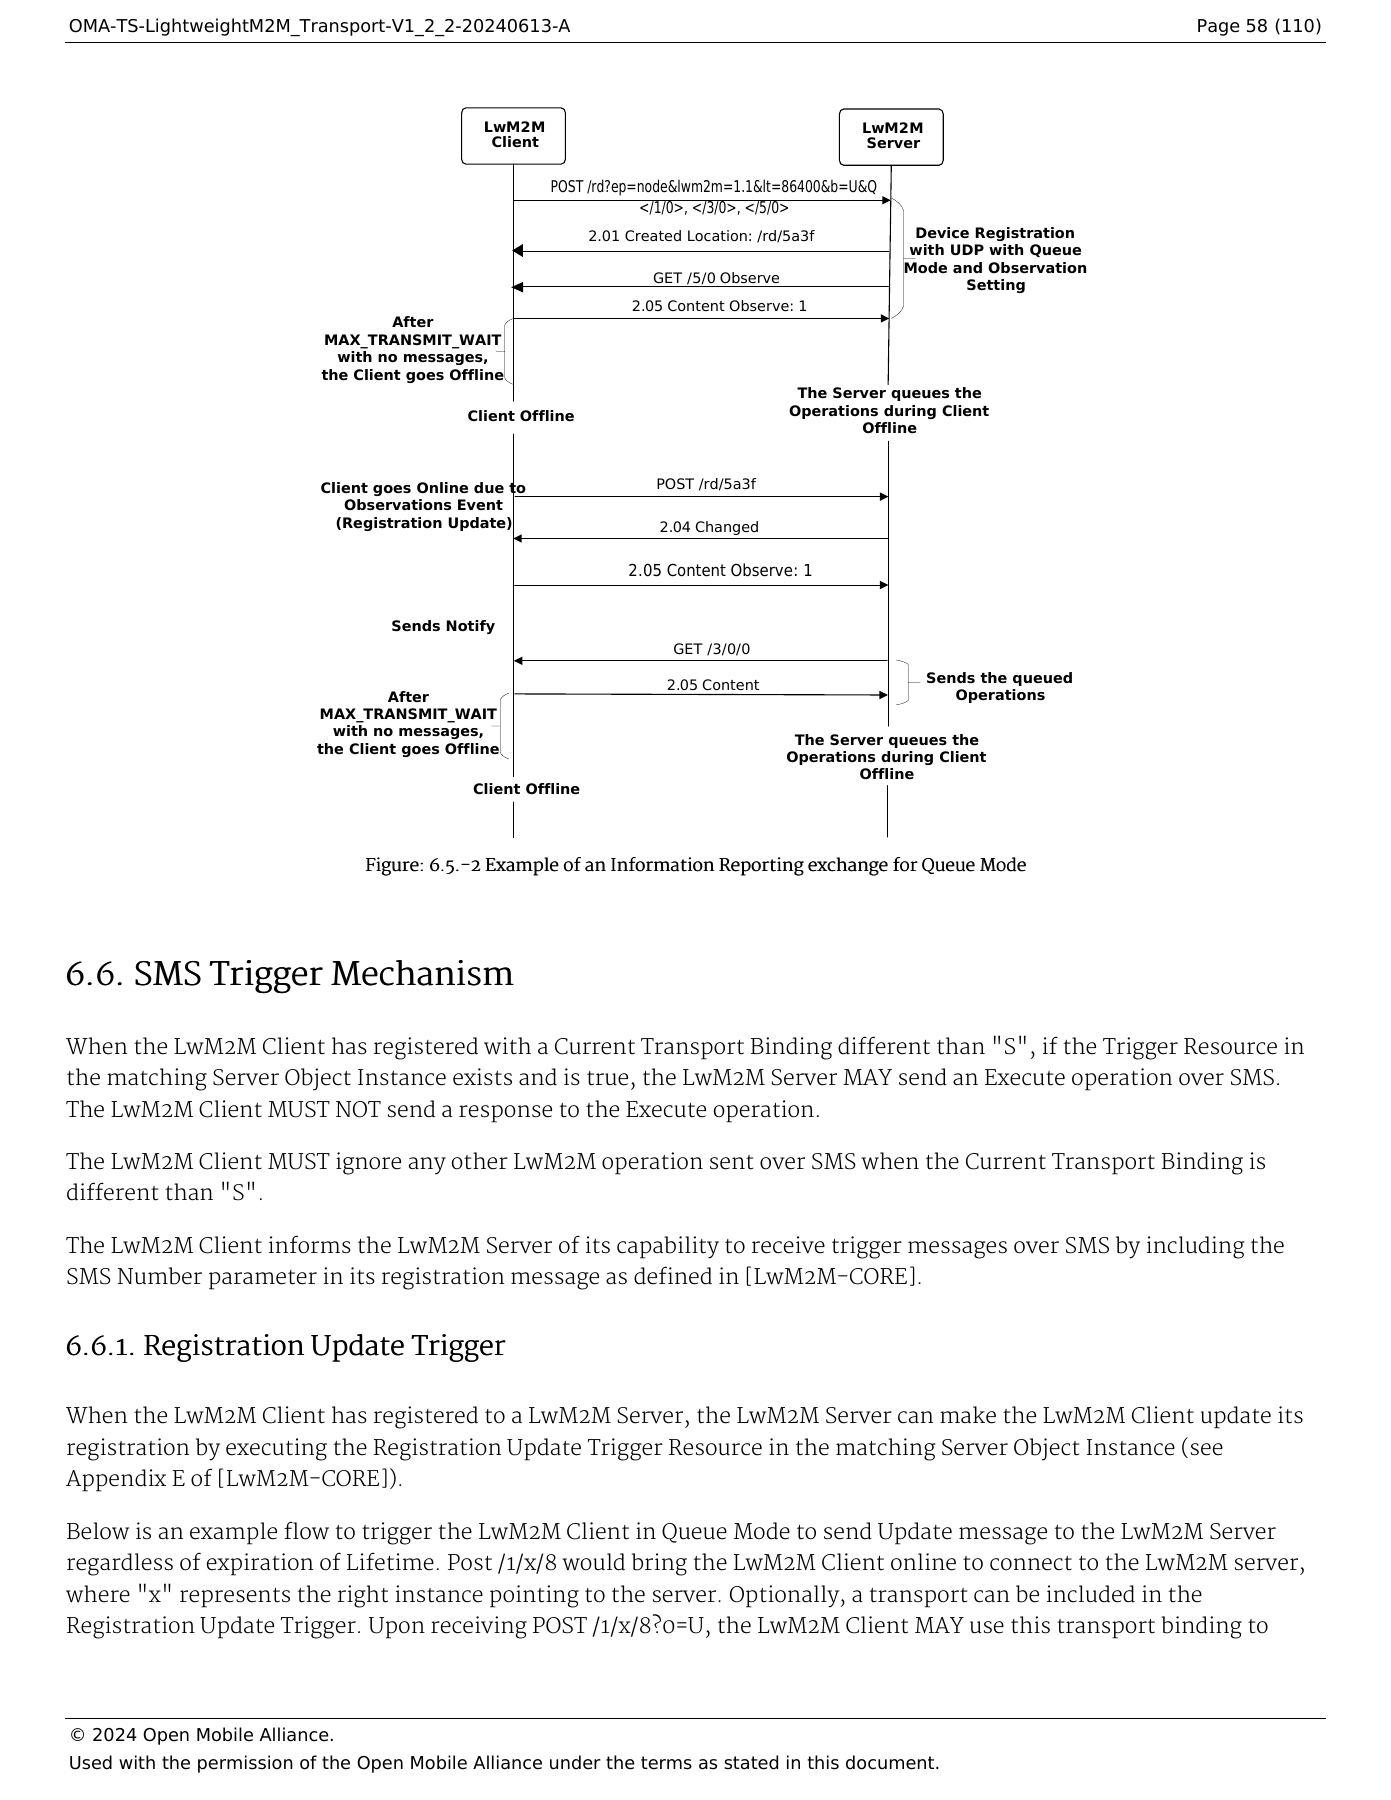 OMA-TS-LightweightM2M_Transport-V1_2_2-20240613-A
Page 58 (110)
LwM2M
Client
LwM2M
Server
POST /rd?ep=node&lwm2m=1.1&lt=86400&b=U&Q
</1/0>, </3/0>, </5/0>
2.01 Created Location: /rd/5a3f
Device Registration
with UDP with Queue
Mode and Observation
Setting
GET /5/0 Observe
2.05 Content Observe: 1
After
MAX_TRANSMIT_WAIT
with no messages,
the Client goes Offline
The Server queues the
Operations during Client
Offline
Client Offline
Client goes Online due to
Observations Event
(Registration Update)
POST /rd/5a3f
2.04 Changed
2.05 Content Observe: 1
Sends Notify
GET /3/0/0
Sends the queued
Operations
2.05 Content
After
MAX_TRANSMIT_WAIT
with no messages,
the Client goes Offline
The Server queues the
Operations during Client
Offline
Client Offline
Figure: 6.5.-2 Example of an Information Reporting exchange for Queue Mode
6.6. SMS Trigger Mechanism
When the LwM2M Client has registered with a Current Transport Binding different than "S", if the Trigger Resource in
the matching Server Object Instance exists and is true, the LwM2M Server MAY send an Execute operation over SMS.
The LwM2M Client MUST NOT send a response to the Execute operation.
The LwM2M Client MUST ignore any other LwM2M operation sent over SMS when the Current Transport Binding is
different than "S".
The LwM2M Client informs the LwM2M Server of its capability to receive trigger messages over SMS by including the
SMS Number parameter in its registration message as defined in [LwM2M-CORE].
6.6.1. Registration Update Trigger
When the LwM2M Client has registered to a LwM2M Server, the LwM2M Server can make the LwM2M Client update its
registration by executing the Registration Update Trigger Resource in the matching Server Object Instance (see
Appendix E of [LwM2M-CORE]).
Below is an example flow to trigger the LwM2M Client in Queue Mode to send Update message to the LwM2M Server
regardless of expiration of Lifetime. Post /1/x/8 would bring the LwM2M Client online to connect to the LwM2M server,
where "x" represents the right instance pointing to the server. Optionally, a transport can be included in the
Registration Update Trigger. Upon receiving POST /1/x/8?0=U, the LwM2M Client MAY use this transport binding to
© 2024 Open Mobile Alliance.
Used with the permission of the Open Mobile Alliance under the terms as stated in this document.